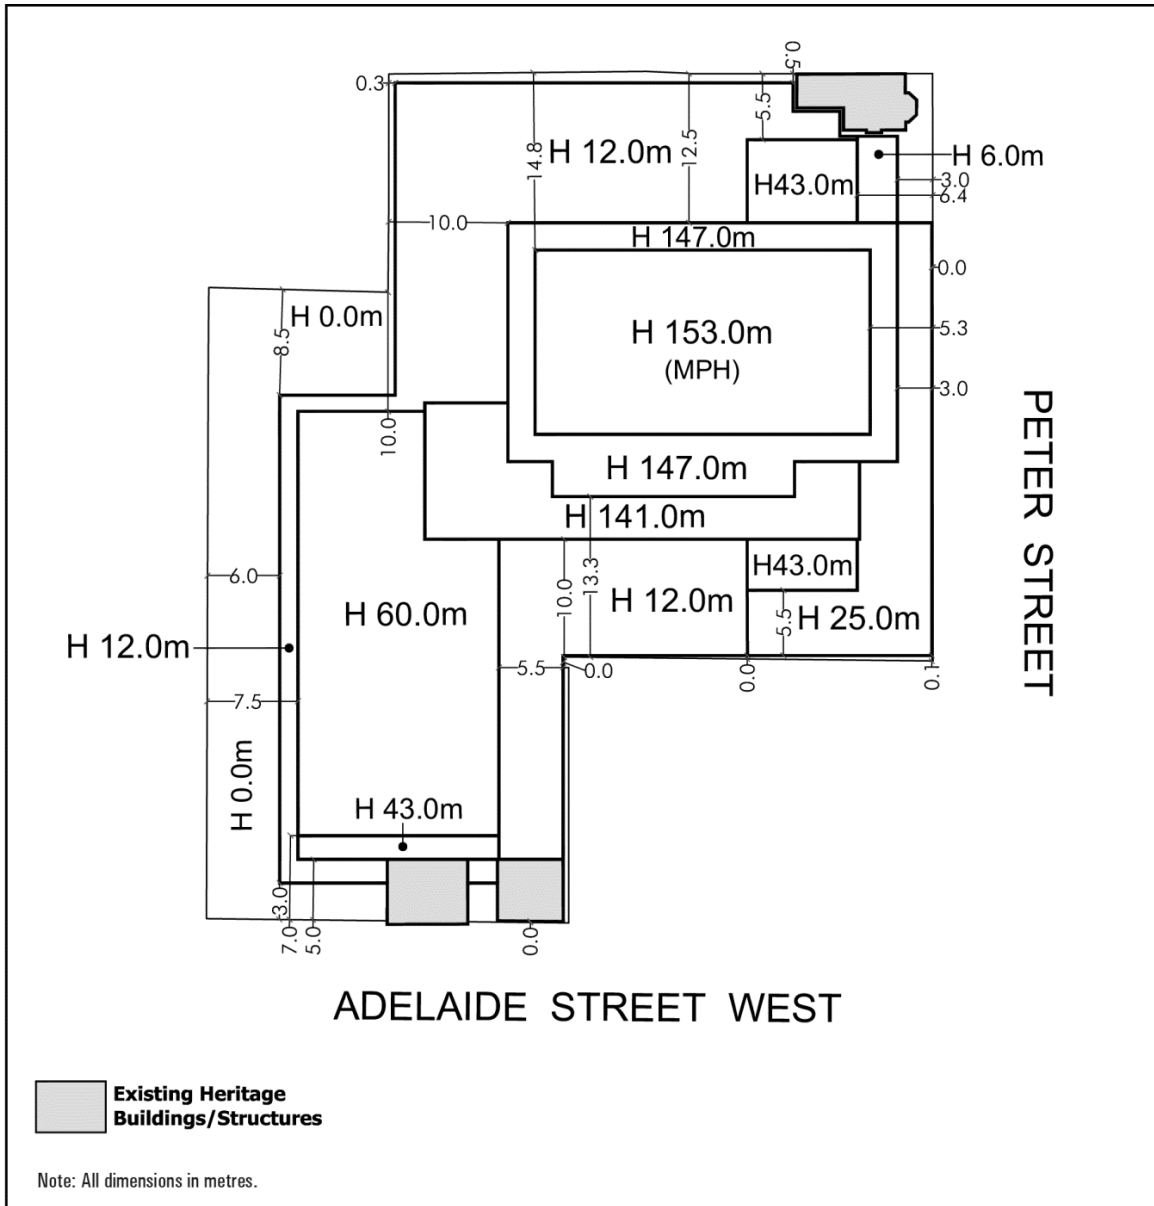 0.5
0.3
5.5
12.5
14.8
H 12.0m
H 6.0m
H43.0m
3.0
6.4
10.0
H 147.0m
0.0
H 0.0m
8.5
H 153.0m
(MPH)
5.3
3.0
10.0
H 147.0m
H 141.0m
PETER STREET
6.0
10.0
13.3
H43.0m
H 60.0m
H 12.0m
5.5
H 25.0m
H 12.0m
5.5
0.0
0.0
0.1
7.5
H 0.0m
H 43.0m
3.0
7.0
5.0
0.0
ADELAIDE STREET WEST
Existing Heritage
Buildings/Structures
Note: All dimensions in metres.